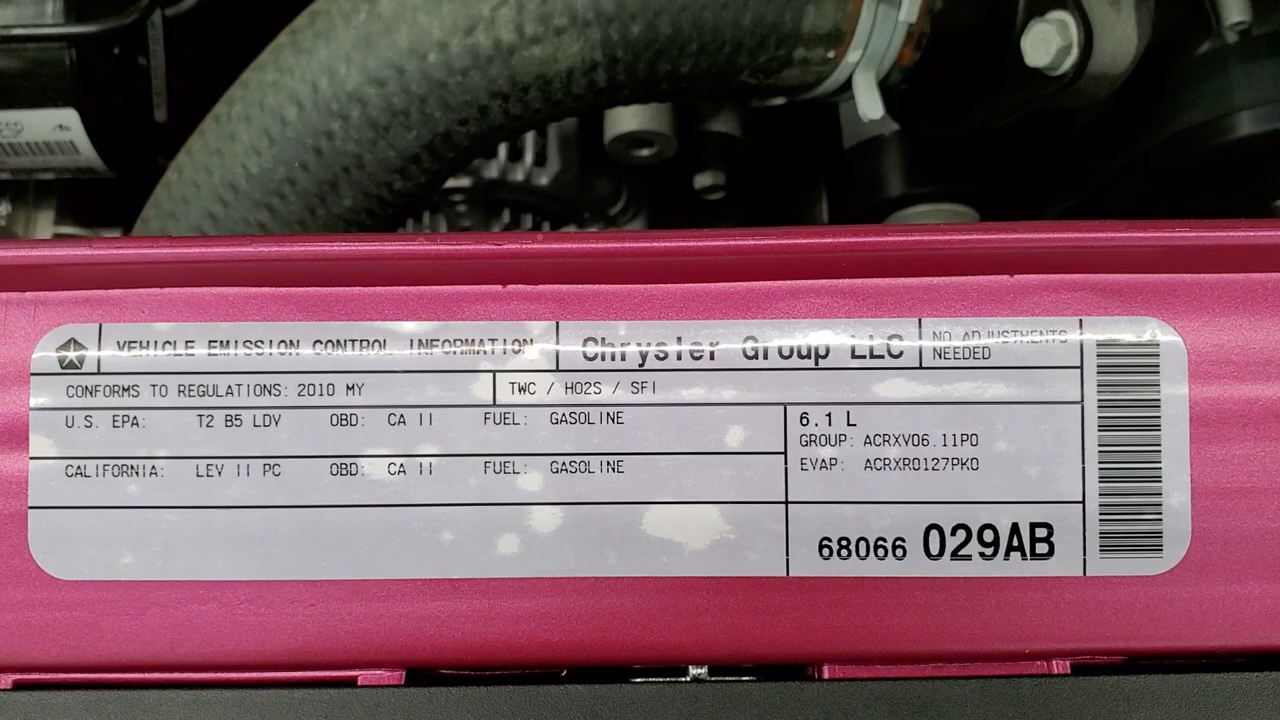 ESP
VEHICLE EMISSION CONTROL INFORMATION
Chrysler Group LLC
NO ADJUSTMENTS
NEEDED
CONFORMS TO REGULATIONS: 2010 MY
TWC / HO2S / SFI
U.S. EPA: T2 B5 LDV OBD: CA II FUEL: GASOLINE
CALIFORNIA: LEV II PC OBD: CA II FUEL: GASOLINE
6.1 L
GROUP: ACRXV06.11P0
EVAP: ACRXR0127PK0
68066 029AB